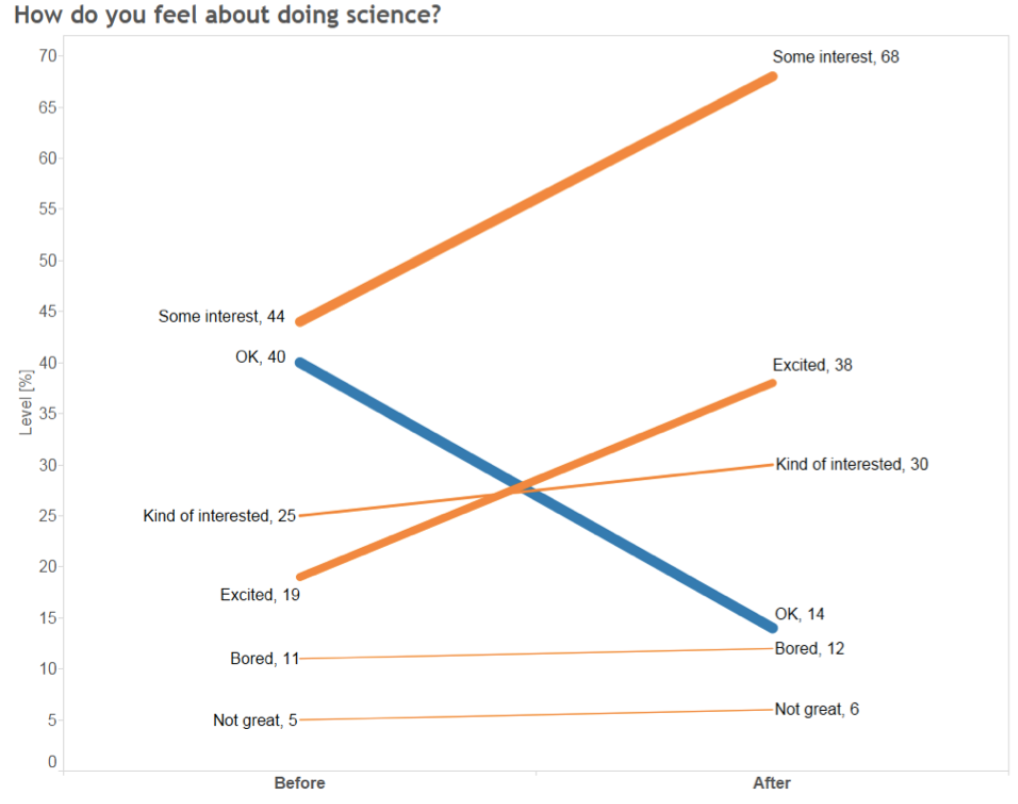 How do you feel about doing science?
70
65
60
55
50
45
40
35
30
25
20
15
10
5
0
Level [%]
Some interest, 68
Some interest, 44
OK, 40
Excited, 38
Kind of interested, 30
Kind of interested, 25
Excited, 19
OK, 14
Bored, 11
Bored, 12
Not great, 5
Not great, 6
Before
After